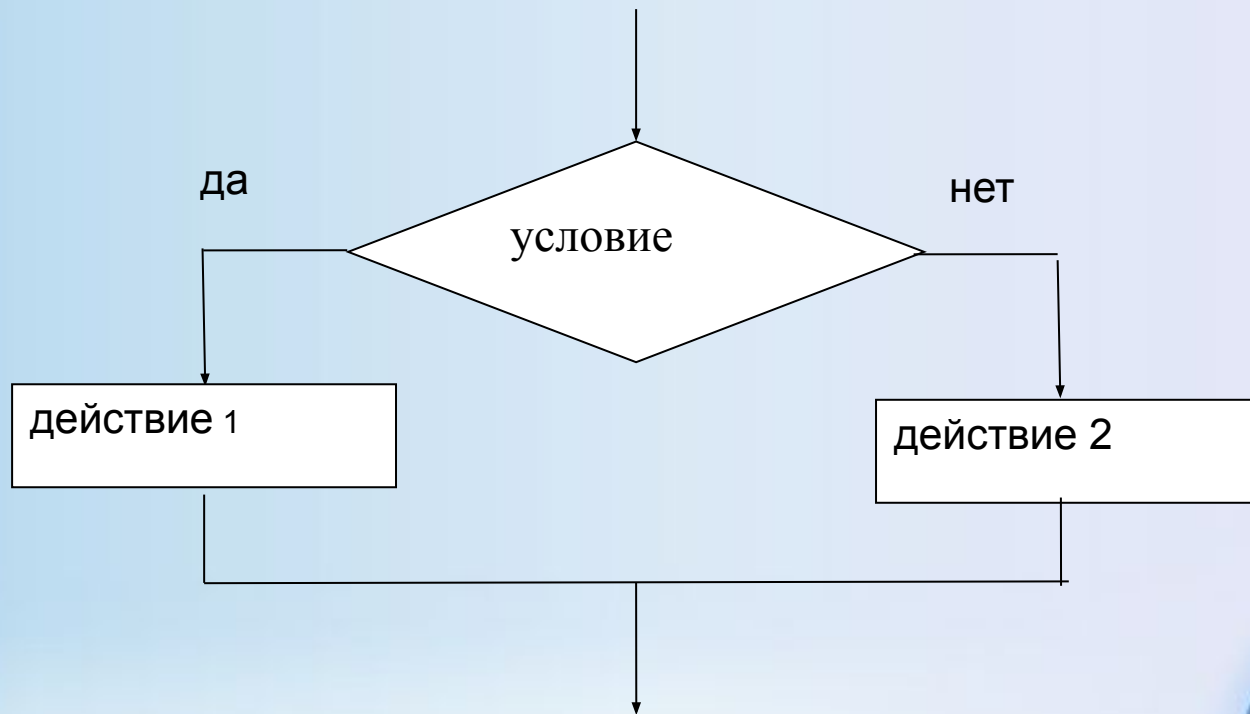 да
нет
условие
действие 1
действие 2